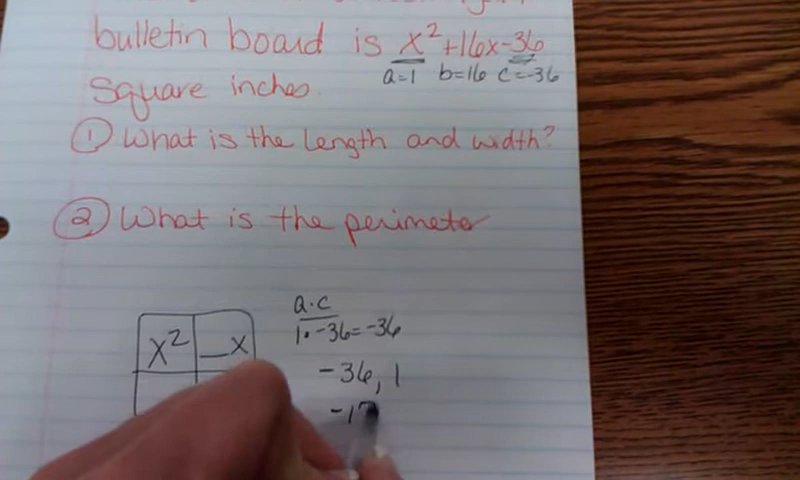 bulletin board is x²+16x-36
a=1 b=16 c=-36
square inches.
① What is the length and width?
② What is the perimeter
a·c
x² __x
1·-36=-36
-36, 1